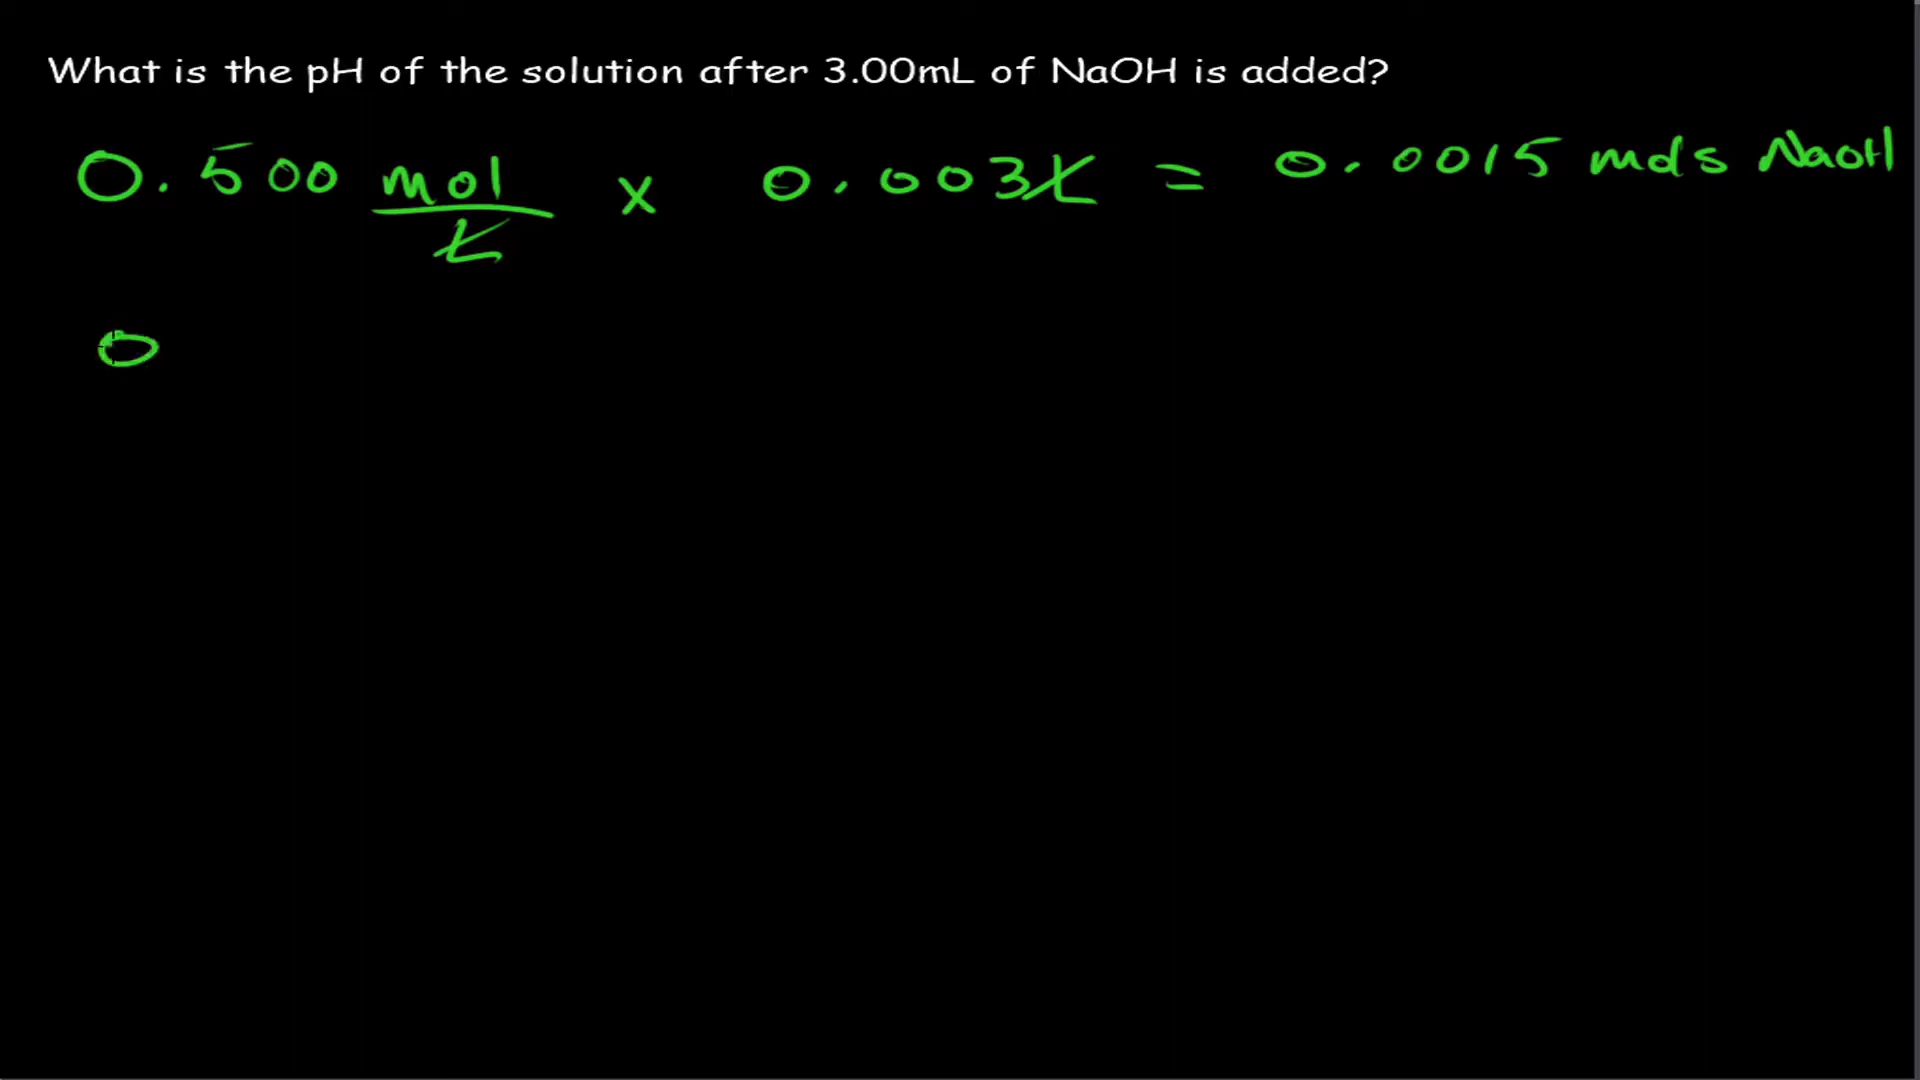 What is the pH of the solution after 3.00mL of NaOH is added?
0.500 mol/L x 0.003L = 0.0015 mols NaOH
0